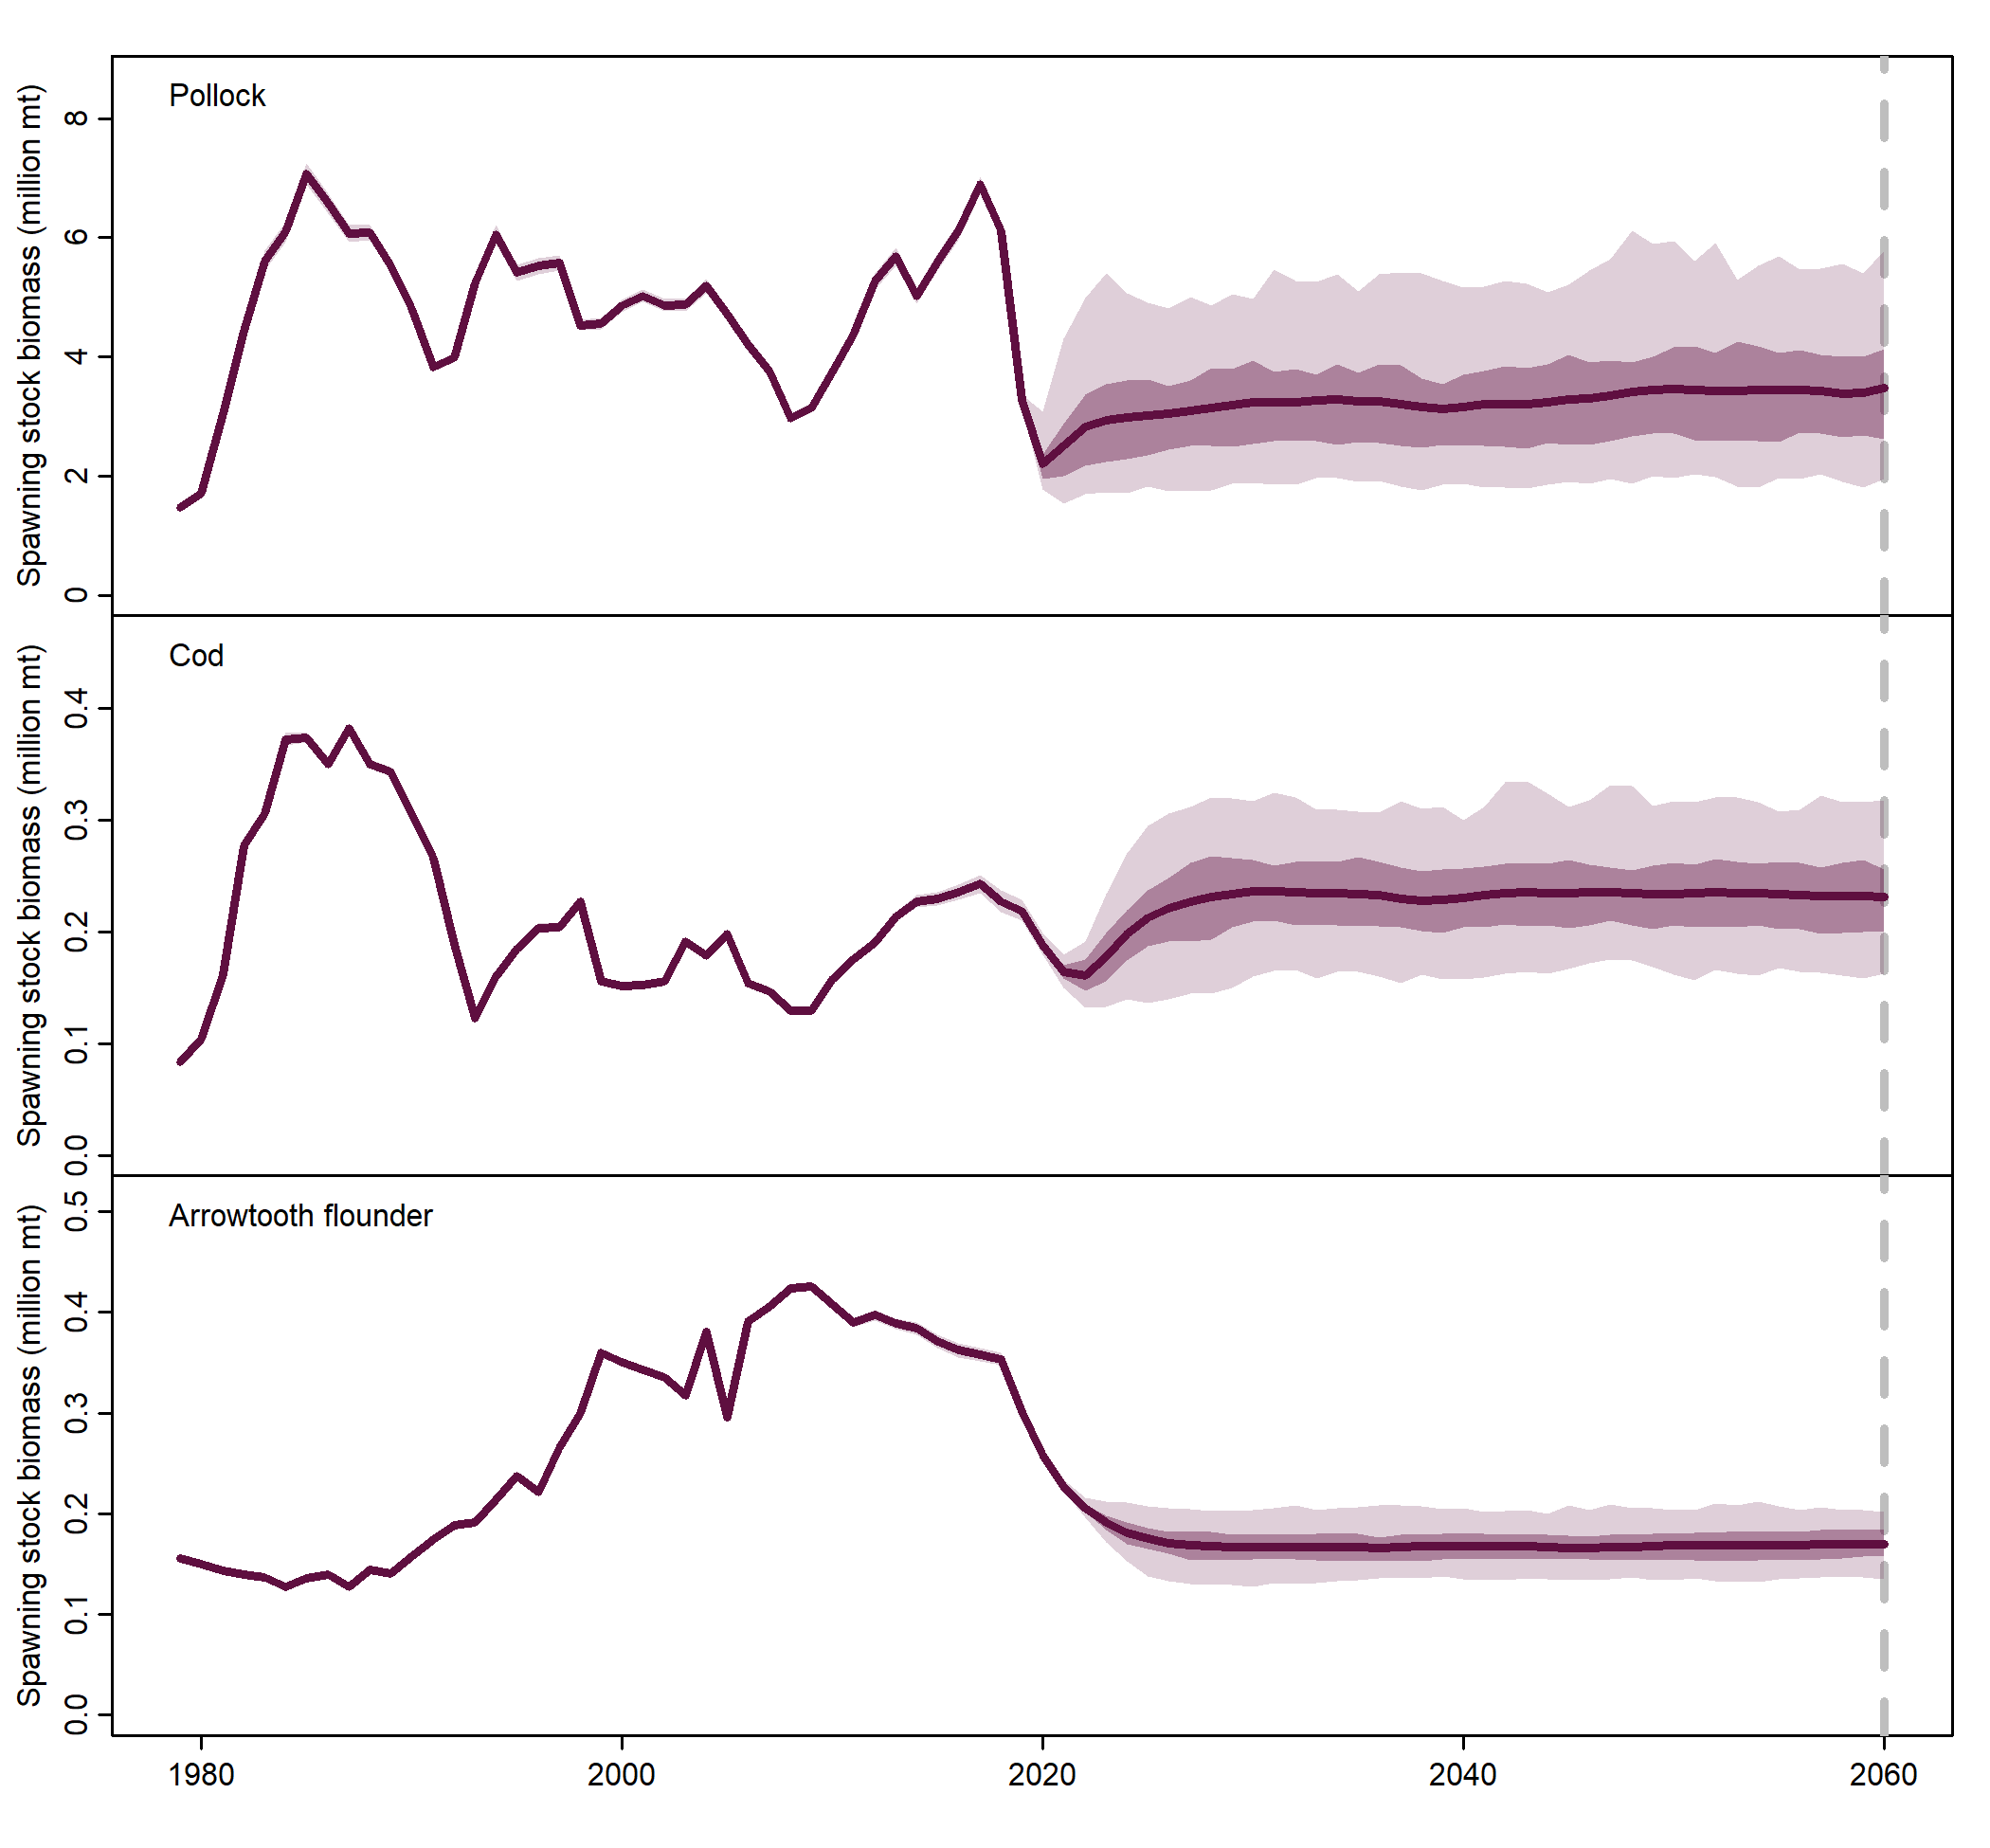 Pollock
Spawning stock biomass (million mt)
8
6
4
2
0
Cod
Spawning stock biomass (million mt)
0.4
0.3
0.2
0.1
0.0
Arrowtooth flounder
Spawning stock biomass (million mt)
0.5
0.4
0.3
0.2
0.1
0.0
1980 2000 2020 2040 2060